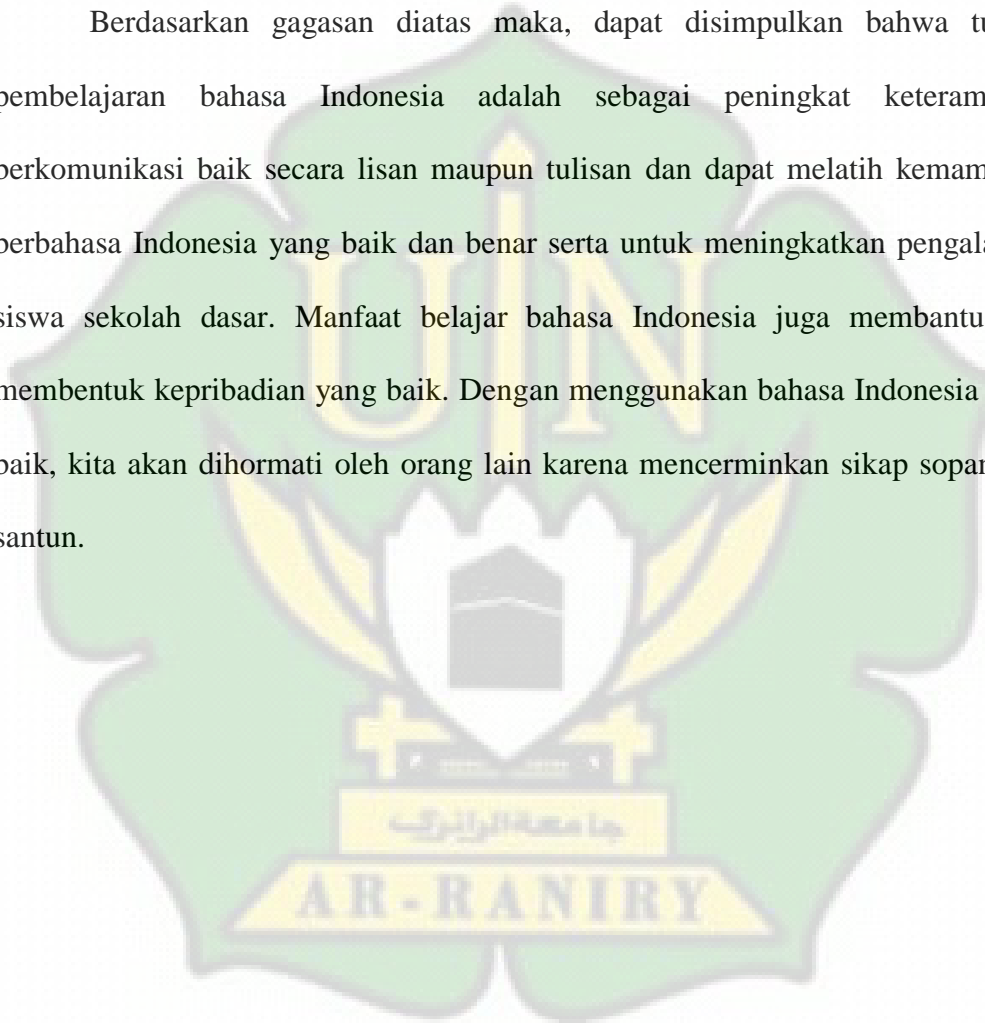 Berdasarkan gagasan diatas maka, dapat disimpulkan bahwa tu
pembelajaran bahasa Indonesia adalah sebagai peningkat keteram
berkomunikasi baik secara lisan maupun tulisan dan dapat melatih kemam
berbahasa Indonesia yang baik dan benar serta untuk meningkatkan pengala
siswa sekolah dasar. Manfaat belajar bahasa Indonesia juga membantu
membentuk kepribadian yang baik. Dengan menggunakan bahasa Indonesia
baik, kita akan dihormati oleh orang lain karena mencerminkan sikap sopan
santun.
UIN
جامعة الرانري
AR-RANIRY